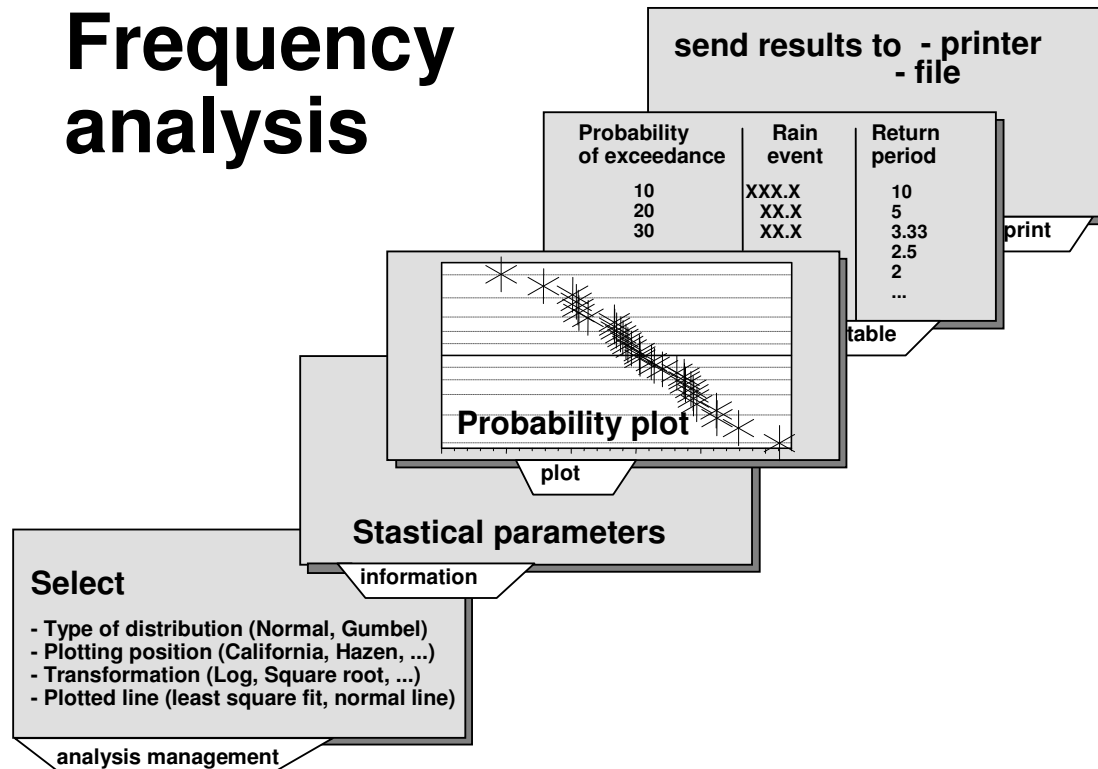 Frequency
analysis
send results to - printer
- file
Probability of exceedance
Rain event
Return period
10 XXX.X 10
20 XX.X 5
30 XX.X 3.33
2.5
2
...
print
table
Probability plot
plot
Stastical parameters
information
Select
- Type of distribution (Normal, Gumbel)
- Plotting position (California, Hazen, ...)
- Transformation (Log, Square root, ...)
- Plotted line (least square fit, normal line)
analysis management